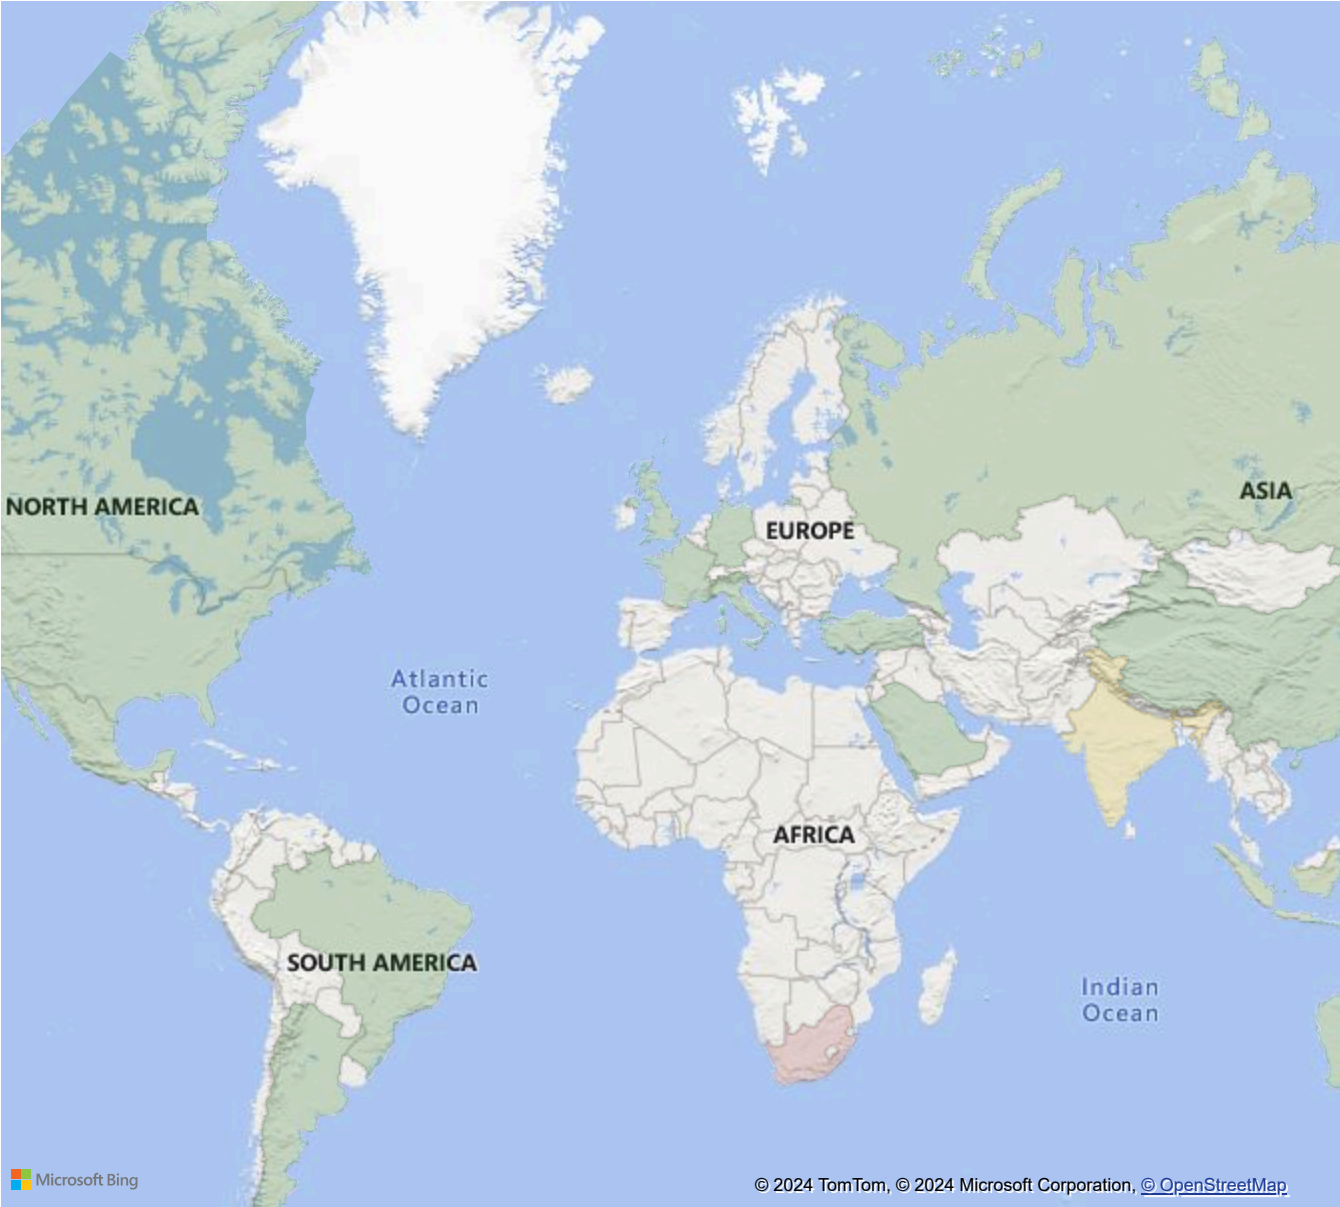 ASIA
NORTH AMERICA
EUROPE
Atlantic
Ocean
AFRICA
SOUTH AMERICA
Indian
Ocean
Microsoft Bing
© 2024 TomTom, © 2024 Microsoft Corporation, © OpenStreetMap